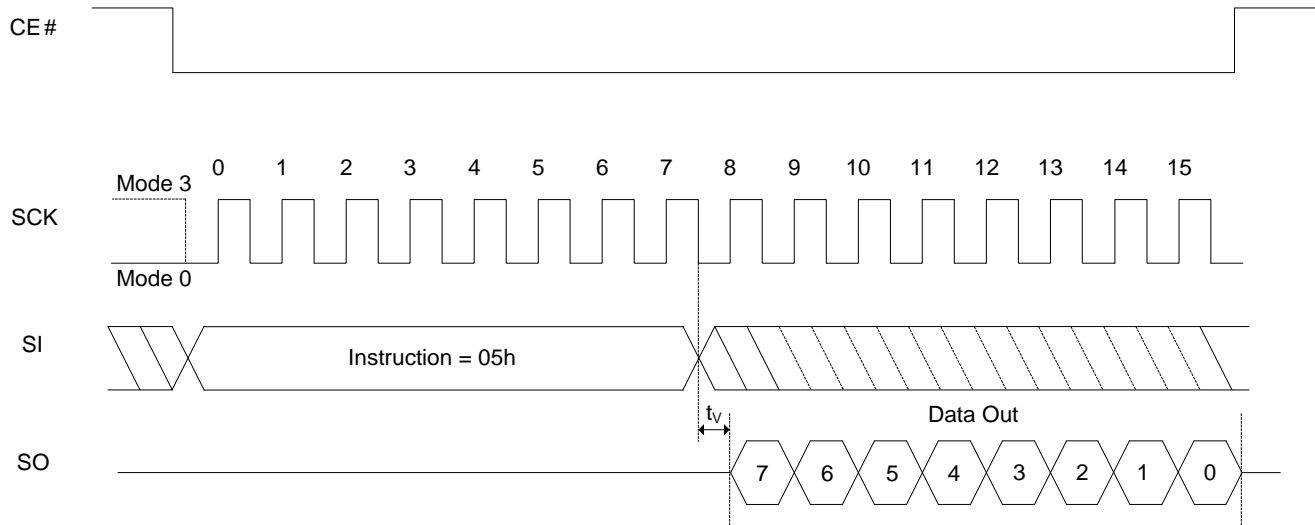 CE#
0 1 2 3 4 5 6 7 8 9 10 11 12 13 14 15
Mode 3
SCK
Mode 0
SI
Instruction = 05h
tV
Data Out
SO
7 6 5 4 3 2 1 0